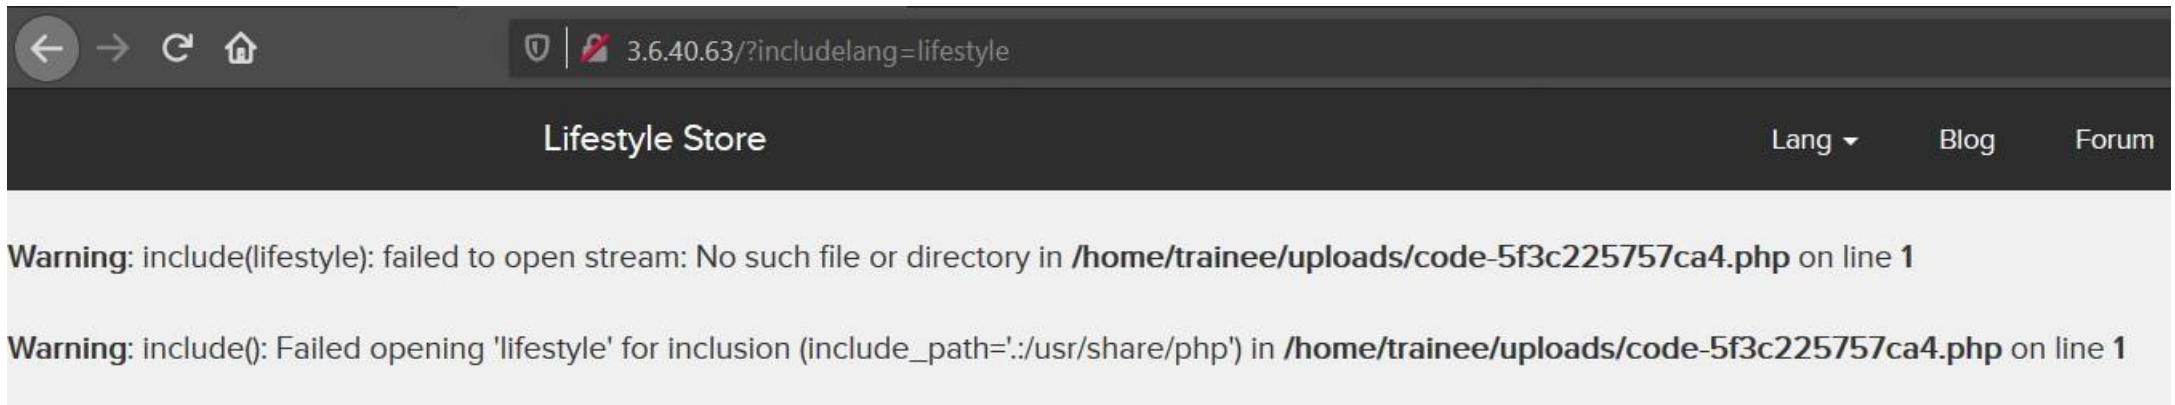 3.6.40.63/?includelang=lifestyle
Lifestyle Store Lang Blog Forum
Warning: include(lifestyle): failed to open stream: No such file or directory in /home/trainee/uploads/code-5f3c225757ca4.php on line 1
Warning: include(): Failed opening 'lifestyle' for inclusion (include_path='.:/usr/share/php') in /home/trainee/uploads/code-5f3c225757ca4.php on line 1